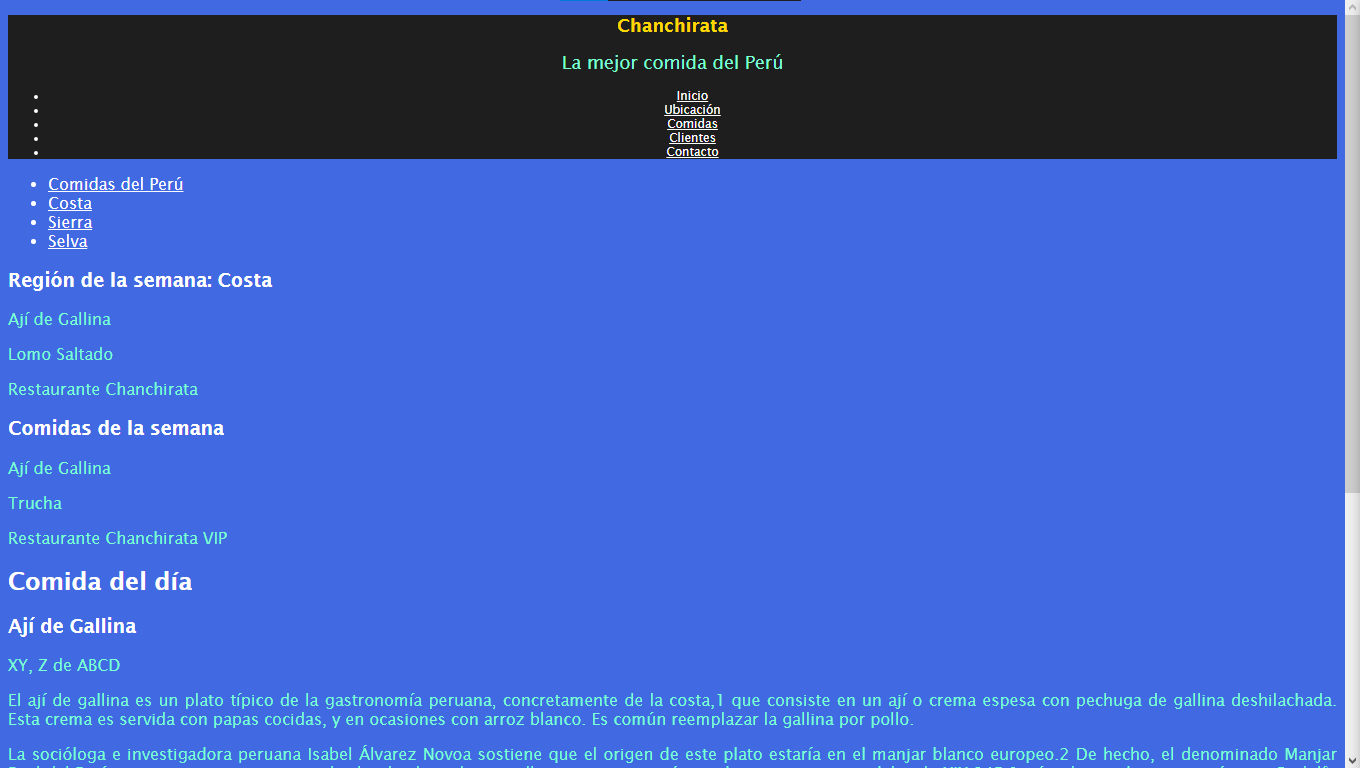 Chanchirata
La mejor comida del Perú
Inicio
Ubicación
Comidas
Clientes
Contacto
Comidas del Perú
Costa
Sierra
Selva
Región de la semana: Costa
Ají de Gallina
Lomo Saltado
Restaurante Chanchirata
Comidas de la semana
Ají de Gallina
Trucha
Restaurante Chanchirata VIP
Comida del día
Ají de Gallina
XY, Z de ABCD
El ají de gallina es un plato típico de la gastronomía peruana, concretamente de la costa,1 que consiste en un ají o crema espesa con pechuga de gallina deshilachada.
Esta crema es servida con papas cocidas, y en ocasiones con arroz blanco. Es común reemplazar la gallina por pollo.
La socióloga e investigadora peruana Isabel Álvarez Novoa sostiene que el origen de este plato estaría en el manjar blanco europeo.2 De hecho, el denominado Manjar